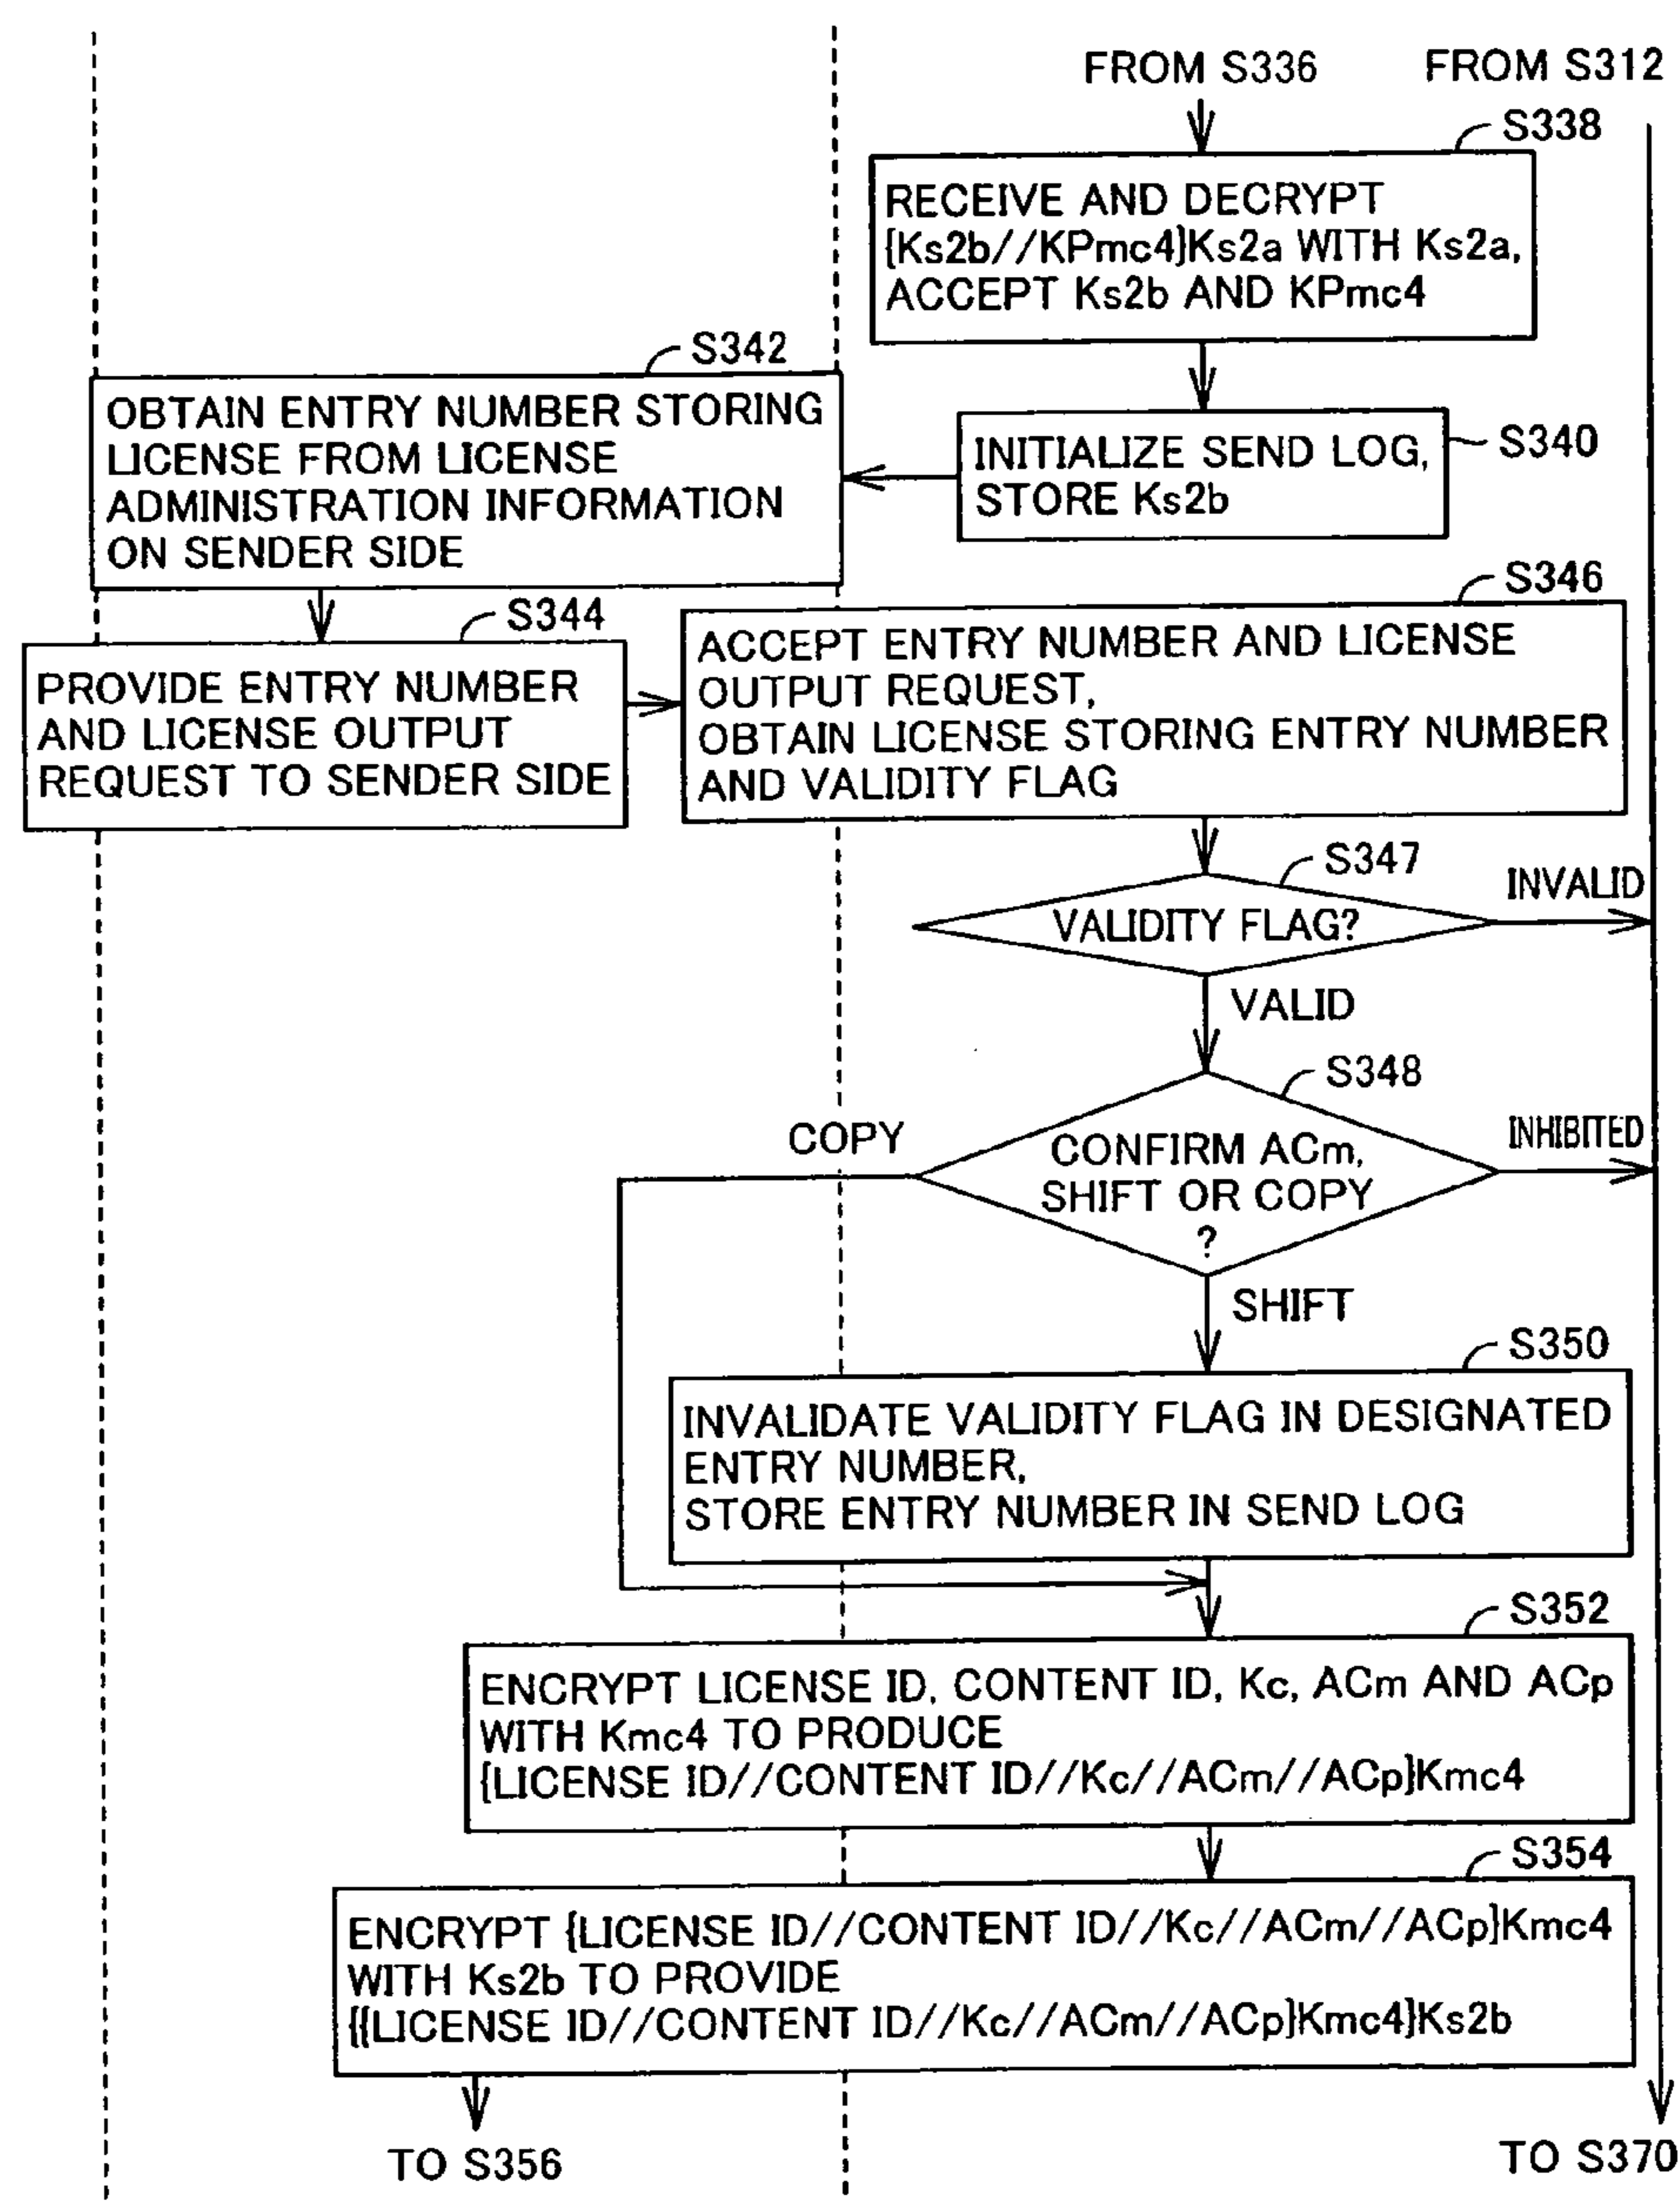 FROM S336
FROM S312
S338
RECEIVE AND DECRYPT
{Ks2b//KPmc4}Ks2a WITH Ks2a,
ACCEPT Ks2b AND KPmc4
S342
OBTAIN ENTRY NUMBER STORING
LICENSE FROM LICENSE
ADMINISTRATION INFORMATION
ON SENDER SIDE
S340
INITIALIZE SEND LOG,
STORE Ks2b
S344
PROVIDE ENTRY NUMBER
AND LICENSE OUTPUT
REQUEST TO SENDER SIDE
S346
ACCEPT ENTRY NUMBER AND LICENSE
OUTPUT REQUEST,
OBTAIN LICENSE STORING ENTRY NUMBER
AND VALIDITY FLAG
S347
VALIDITY FLAG?
INVALID
VALID
S348
COPY
CONFIRM ACm,
SHIFT OR COPY
?
INHIBITED
SHIFT
S350
INVALIDATE VALIDITY FLAG IN DESIGNATED
ENTRY NUMBER,
STORE ENTRY NUMBER IN SEND LOG
S352
ENCRYPT LICENSE ID, CONTENT ID, Kc, ACm AND ACp
WITH Kmc4 TO PRODUCE
{LICENSE ID//CONTENT ID//Kc//ACm//ACp}Kmc4
S354
ENCRYPT {LICENSE ID//CONTENT ID//Kc//ACm//ACp}Kmc4
WITH Ks2b TO PROVIDE
{{LICENSE ID//CONTENT ID//Kc//ACm//ACp}Kmc4}Ks2b
TO S356
TO S370